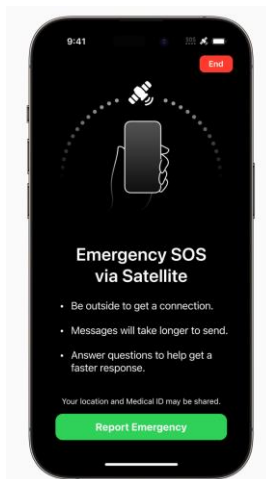 9:41
End
Emergency SOS
via Satellite
• Be outside to get a connection.
• Messages will take longer to send.
• Answer questions to help get a
faster response.
Your location and Medical ID may be shared.
Report Emergency